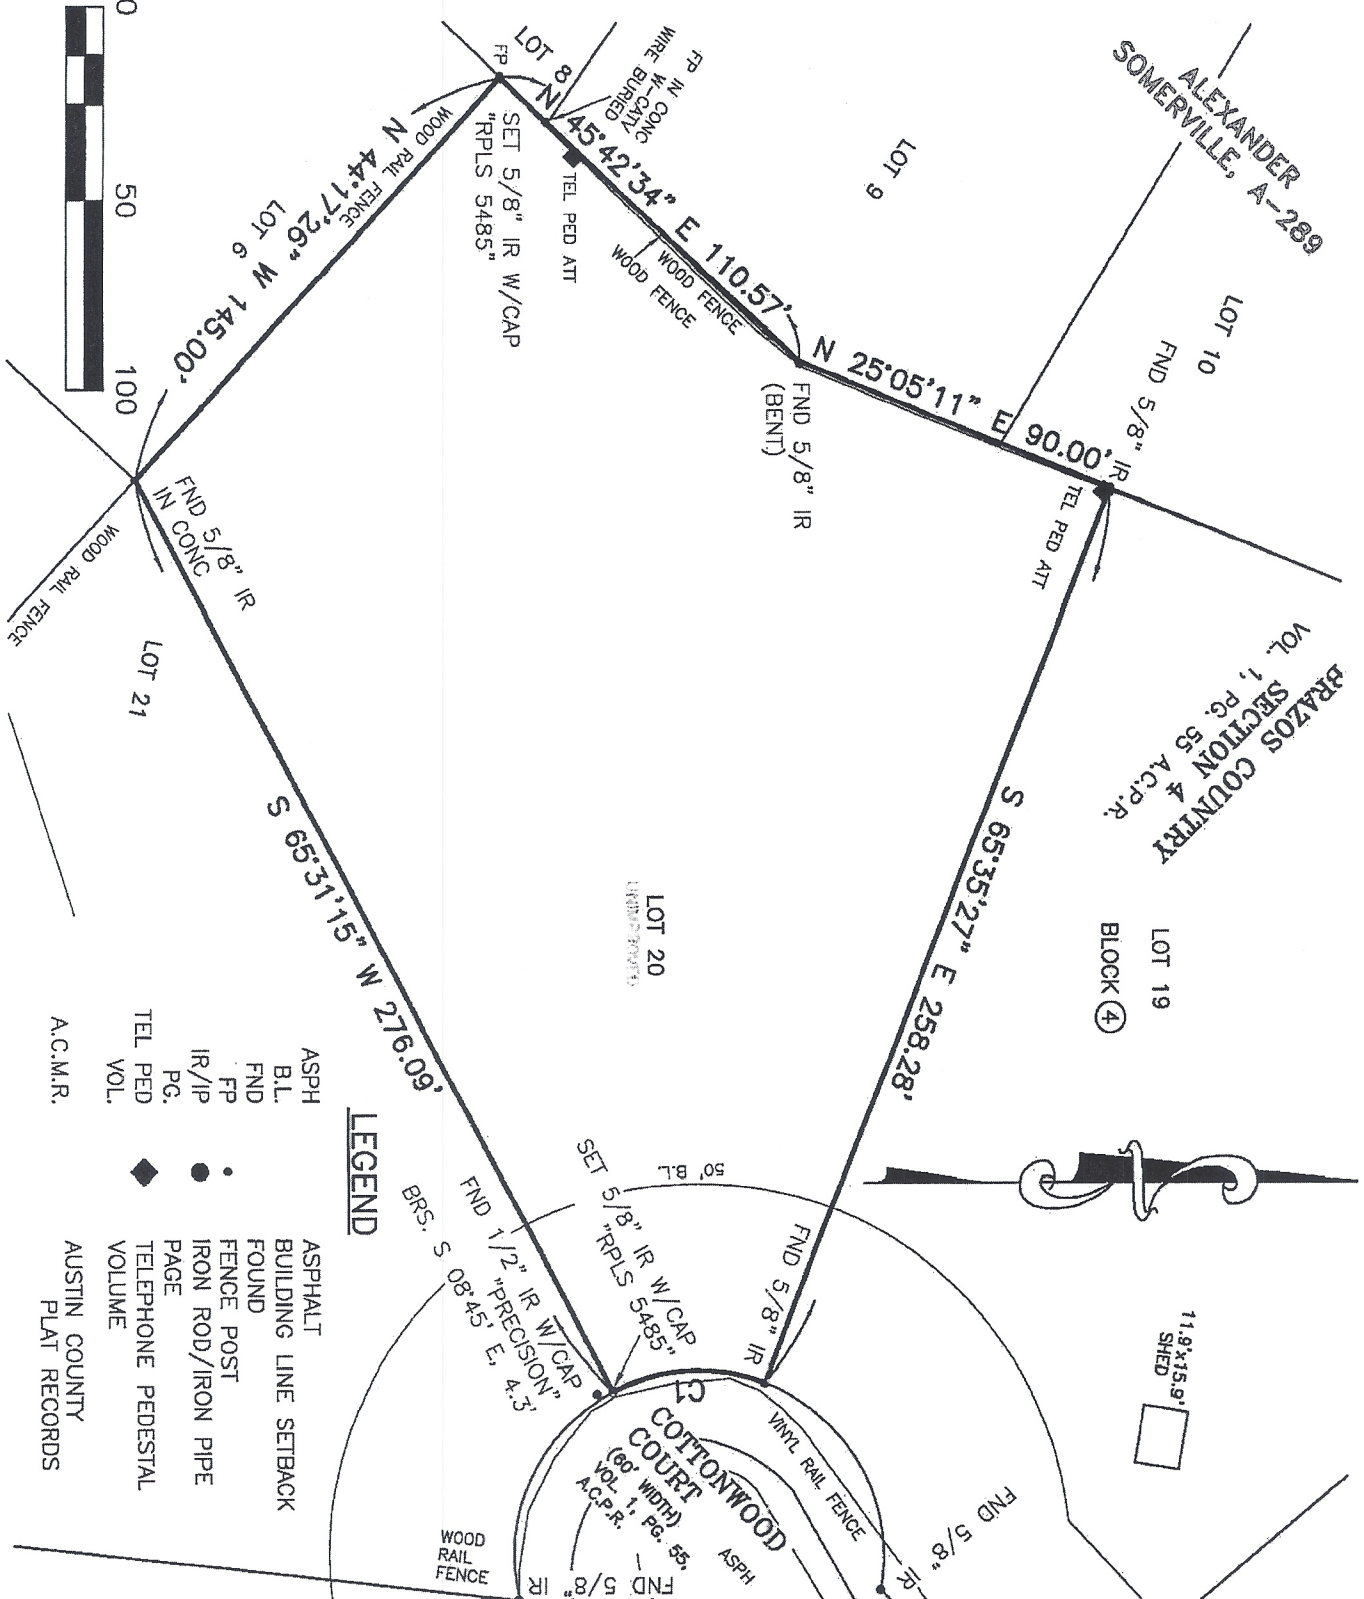 0
50
100
ALEXANDER
SOMERVILLE, A-289
LOT 8
LOT 9
LOT 10
FP
FP IN CONC
W-CATV
WIRE BURIED
N 45°42'34" E 110.57'
TEL PED ATT
WOOD FENCE
WOOD FENCE
SET 5/8" IR W/CAP
"RPLS 5485"
N 25°05'11" E 90.00'
FND 5/8" IR
(BENT)
FND 5/8" IR
TEL PED ATT
WOOD RAIL FENCE
N 44°17'26" W 145.00'
LOT 6
FND 5/8" IR
IN CONC
WOOD RAIL FENCE
LOT 21
BRAZOS COUNTRY
SECTION 4
VOL. 1, PG. 55 A.C.P.R.
S 65°35'27" E 258.28'
LOT 19
BLOCK 4
LOT 20
UNIMPROVED
S 65°31'15" W 276.09'
50' B.L.
FND 5/8" IR
SET 5/8" IR W/CAP
"RPLS 5485"
FND 1/2" IR W/CAP
"PRECISION"
BRS. S 08°45' E, 4.3'
C1
COTTONWOOD
COURT
(60' WIDTH)
VOL. 1, PG. 55,
A.C.P.R.
ASPH
VINYL RAIL FENCE
FND 5/8" IR
FND 5/8" IR
WOOD
RAIL
FENCE
11.9'x15.9'
SHED
LEGEND
ASPH ASPHALT
B.L. BUILDING LINE SETBACK
FND FOUND
FP FENCE POST
IR/IP IRON ROD/IRON PIPE
PG. PAGE
TEL PED TELEPHONE PEDESTAL
VOL. VOLUME
A.C.M.R. AUSTIN COUNTY
PLAT RECORDS